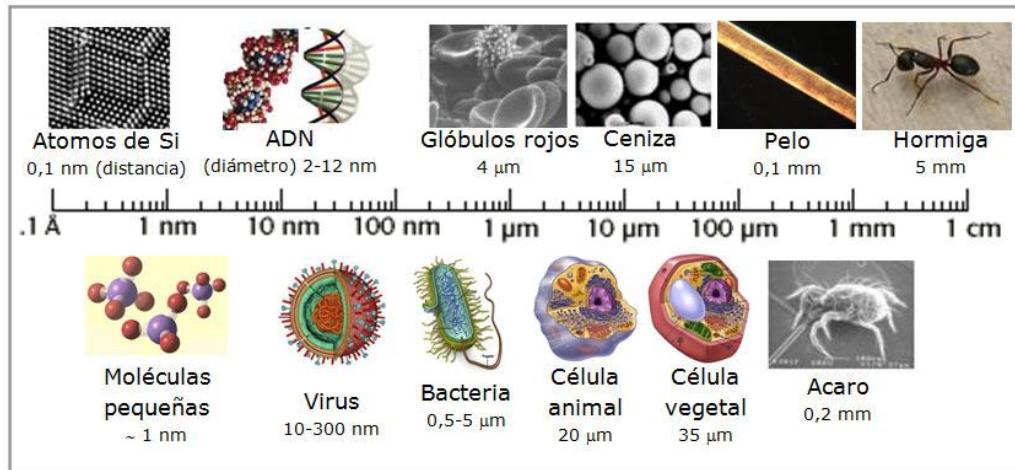 Atomos de Si
0,1 nm (distancia)
ADN
(diámetro) 2-12 nm
Glóbulos rojos
4 μm
Ceniza
15 μm
Pelo
0,1 mm
Hormiga
5 mm
.1 Å 1 nm 10 nm 100 nm 1 μm 10 μm 100 μm 1 mm 1 cm
Moléculas
pequeñas
~ 1 nm
Virus
10-300 nm
Bacteria
0,5-5 μm
Célula
animal
20 μm
Célula
vegetal
35 μm
Acaro
0,2 mm